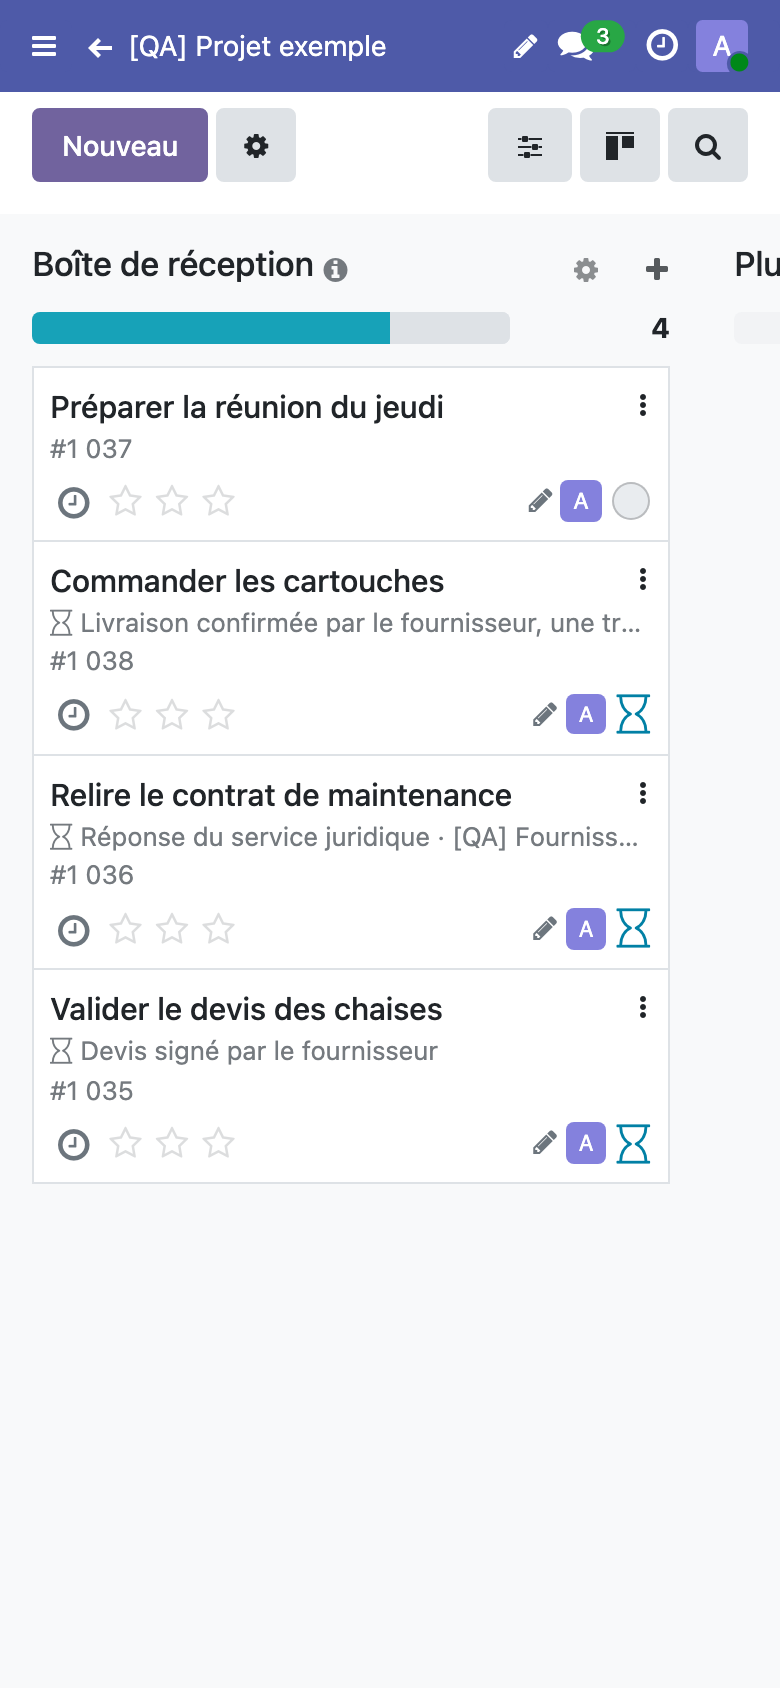 [QA] Projet exemple
3
A
Nouveau
Boîte de réception
Plu
4
Préparer la réunion du jeudi
#1 037
A
Commander les cartouches
Livraison confirmée par le fournisseur, une tr...
#1 038
A
Relire le contrat de maintenance
Réponse du service juridique · [QA] Fourniss...
#1 036
A
Valider le devis des chaises
Devis signé par le fournisseur
#1 035
A